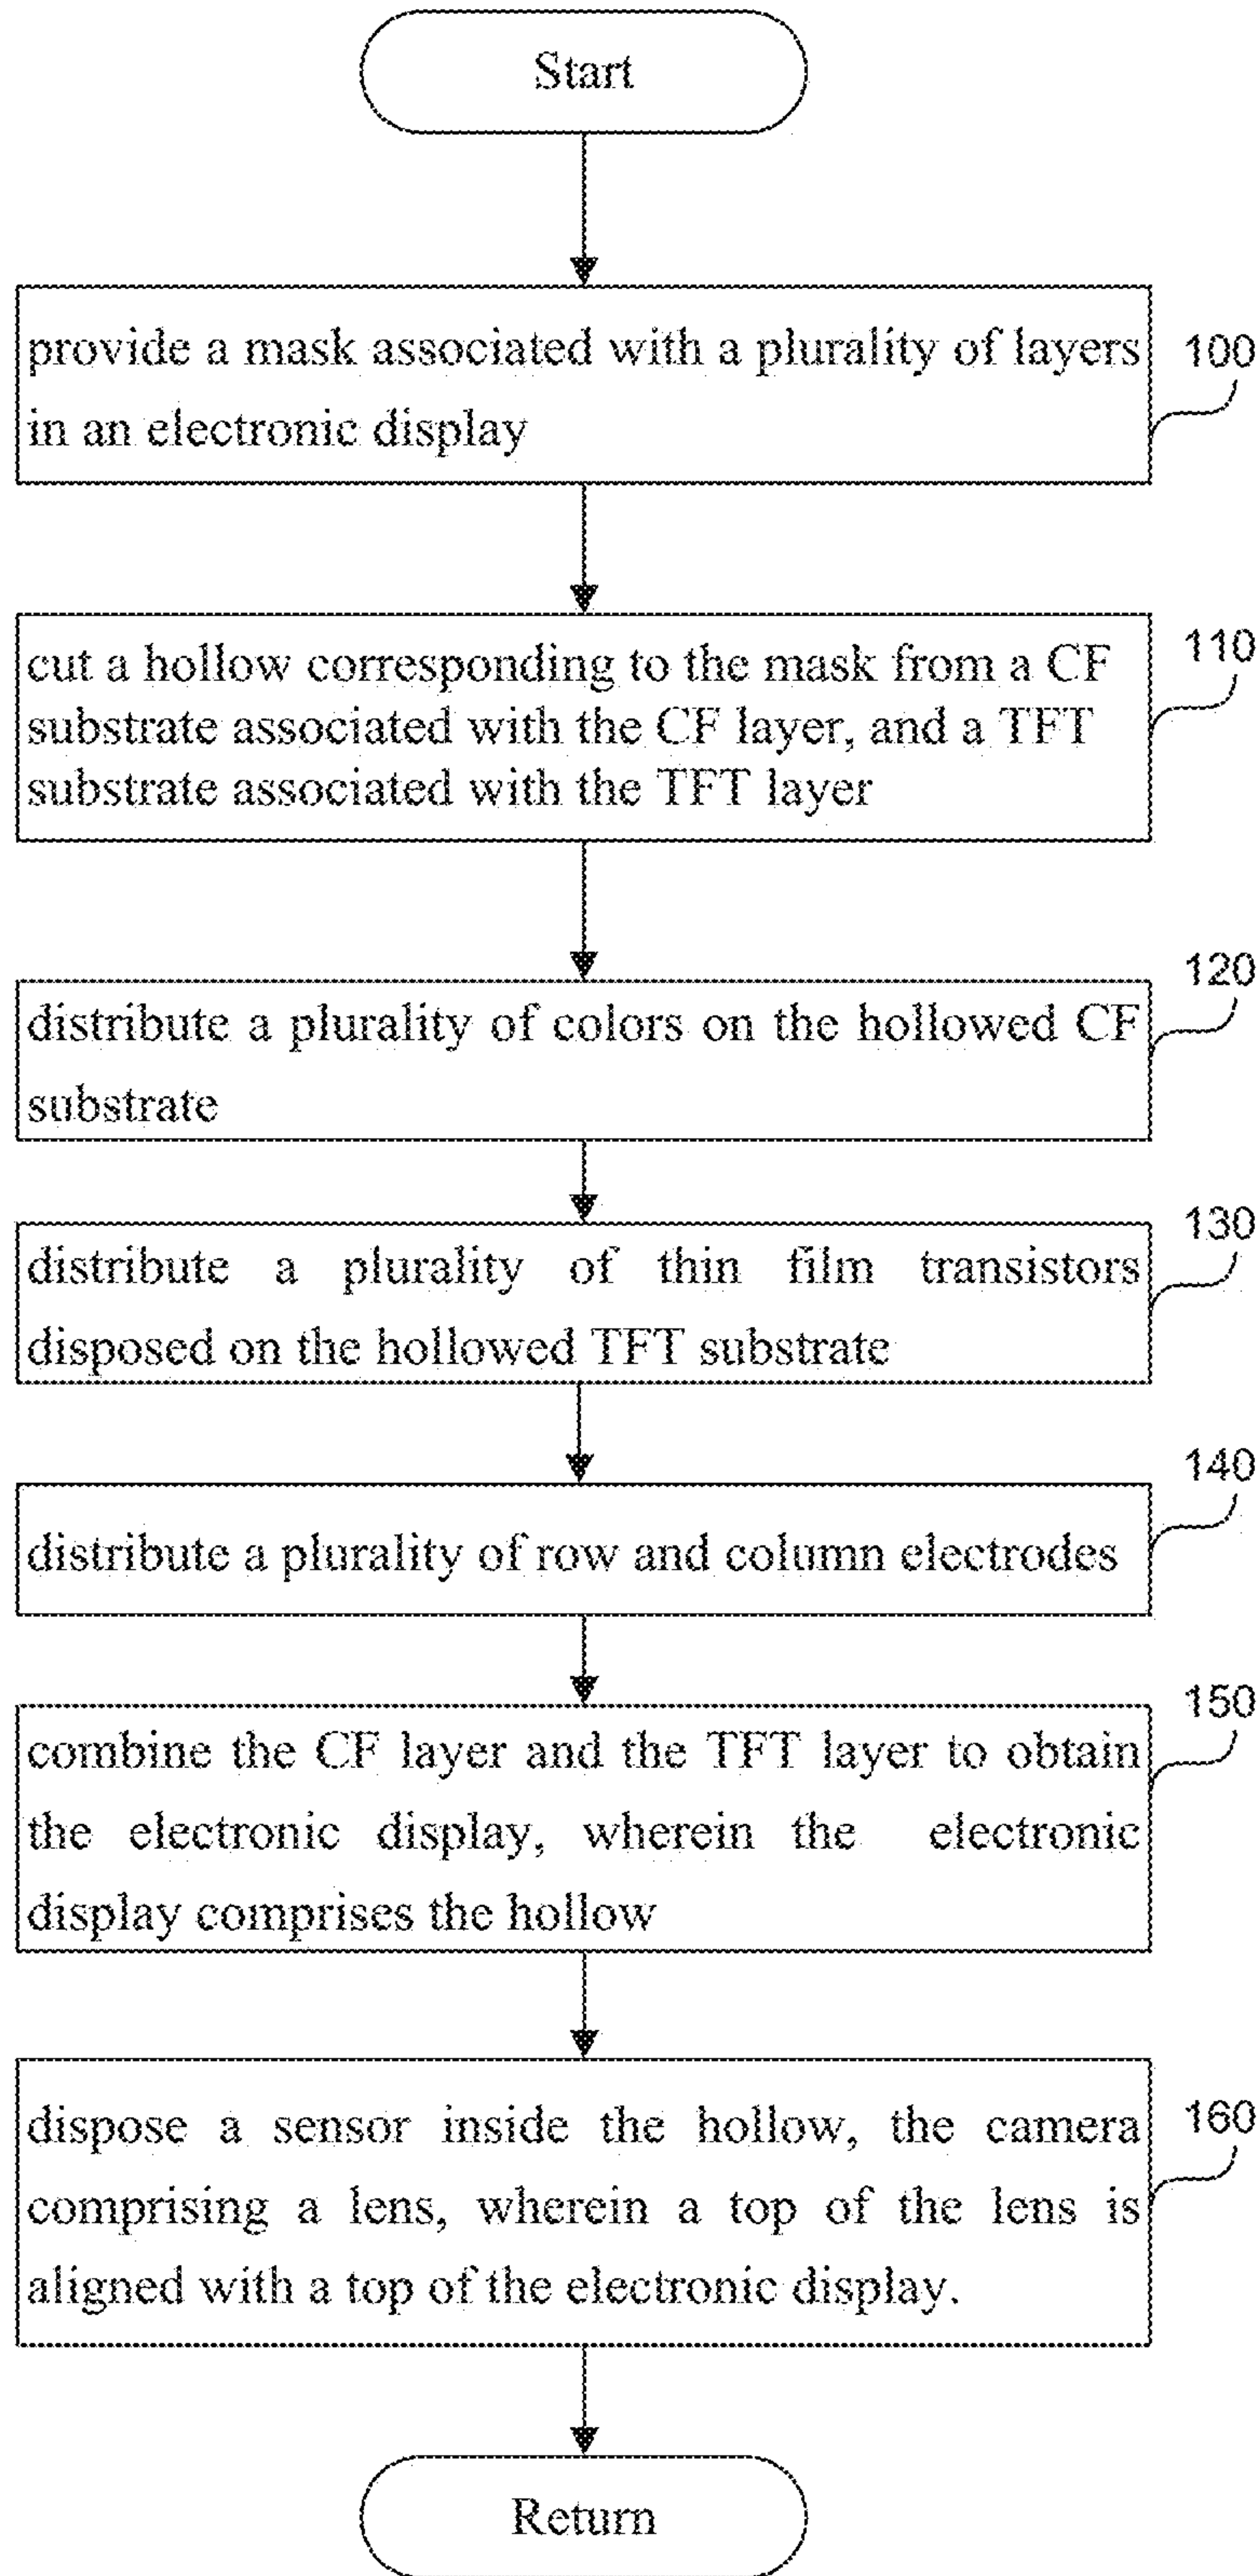 Start
provide a mask associated with a plurality of layers
100
in an electronic display
cut a hollow corresponding to the mask from a CF
110
substrate associated with the CF layer, and a TFT
substrate associated with the TFT layer
120
distribute a plurality of colors on the hollowed CF
substrate
130
distribute a plurality of thin film transistors
disposed on the hollowed TFT substrate
140
distribute a plurality of row and column electrodes
150
combine the CF layer and the TFT layer to obtain
the electronic display, wherein the electronic
display comprises the hollow
160
dispose a sensor inside the hollow, the camera
comprising a lens, wherein a top of the lens is
aligned with a top of the electronic display.
Return